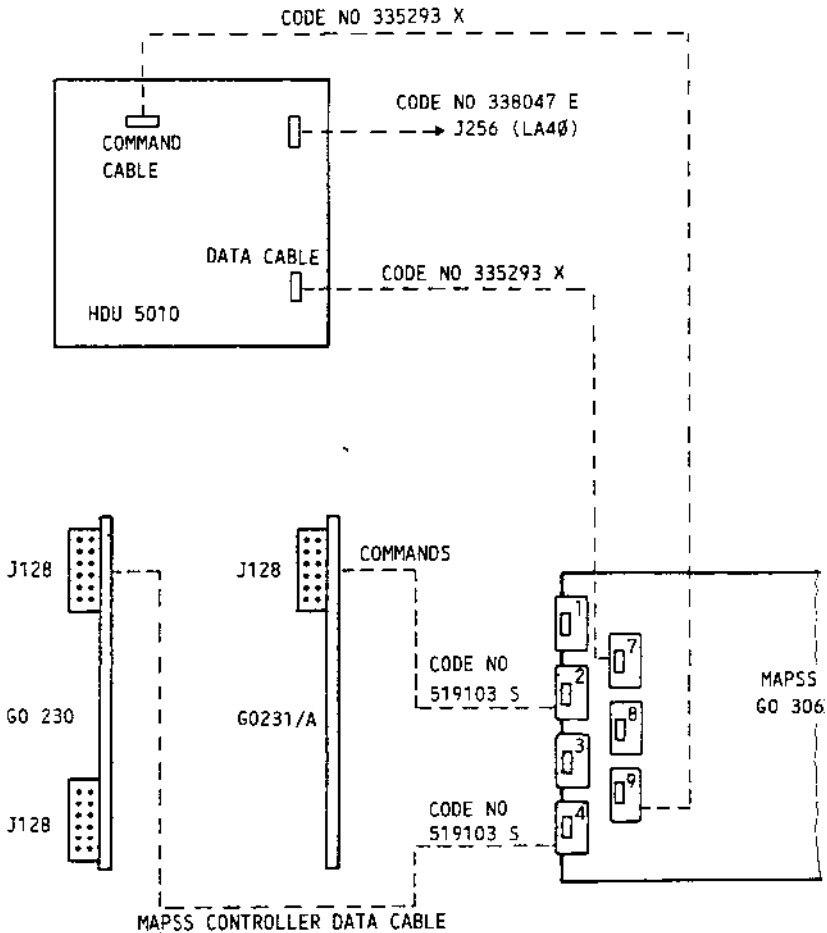 CODE NO 335293 X
CODE NO 338047 E
J256 (LA4Ø)
COMMAND
CABLE
DATA CABLE
CODE NO 335293 X
HDU 5010
J128
J128
COMMANDS
1
7
CODE NO
519103 S
2
MAPSS
GO 306
GO 230
GO231/A
8
3
9
J128
CODE NO
519103 S
4
MAPSS CONTROLLER DATA CABLE